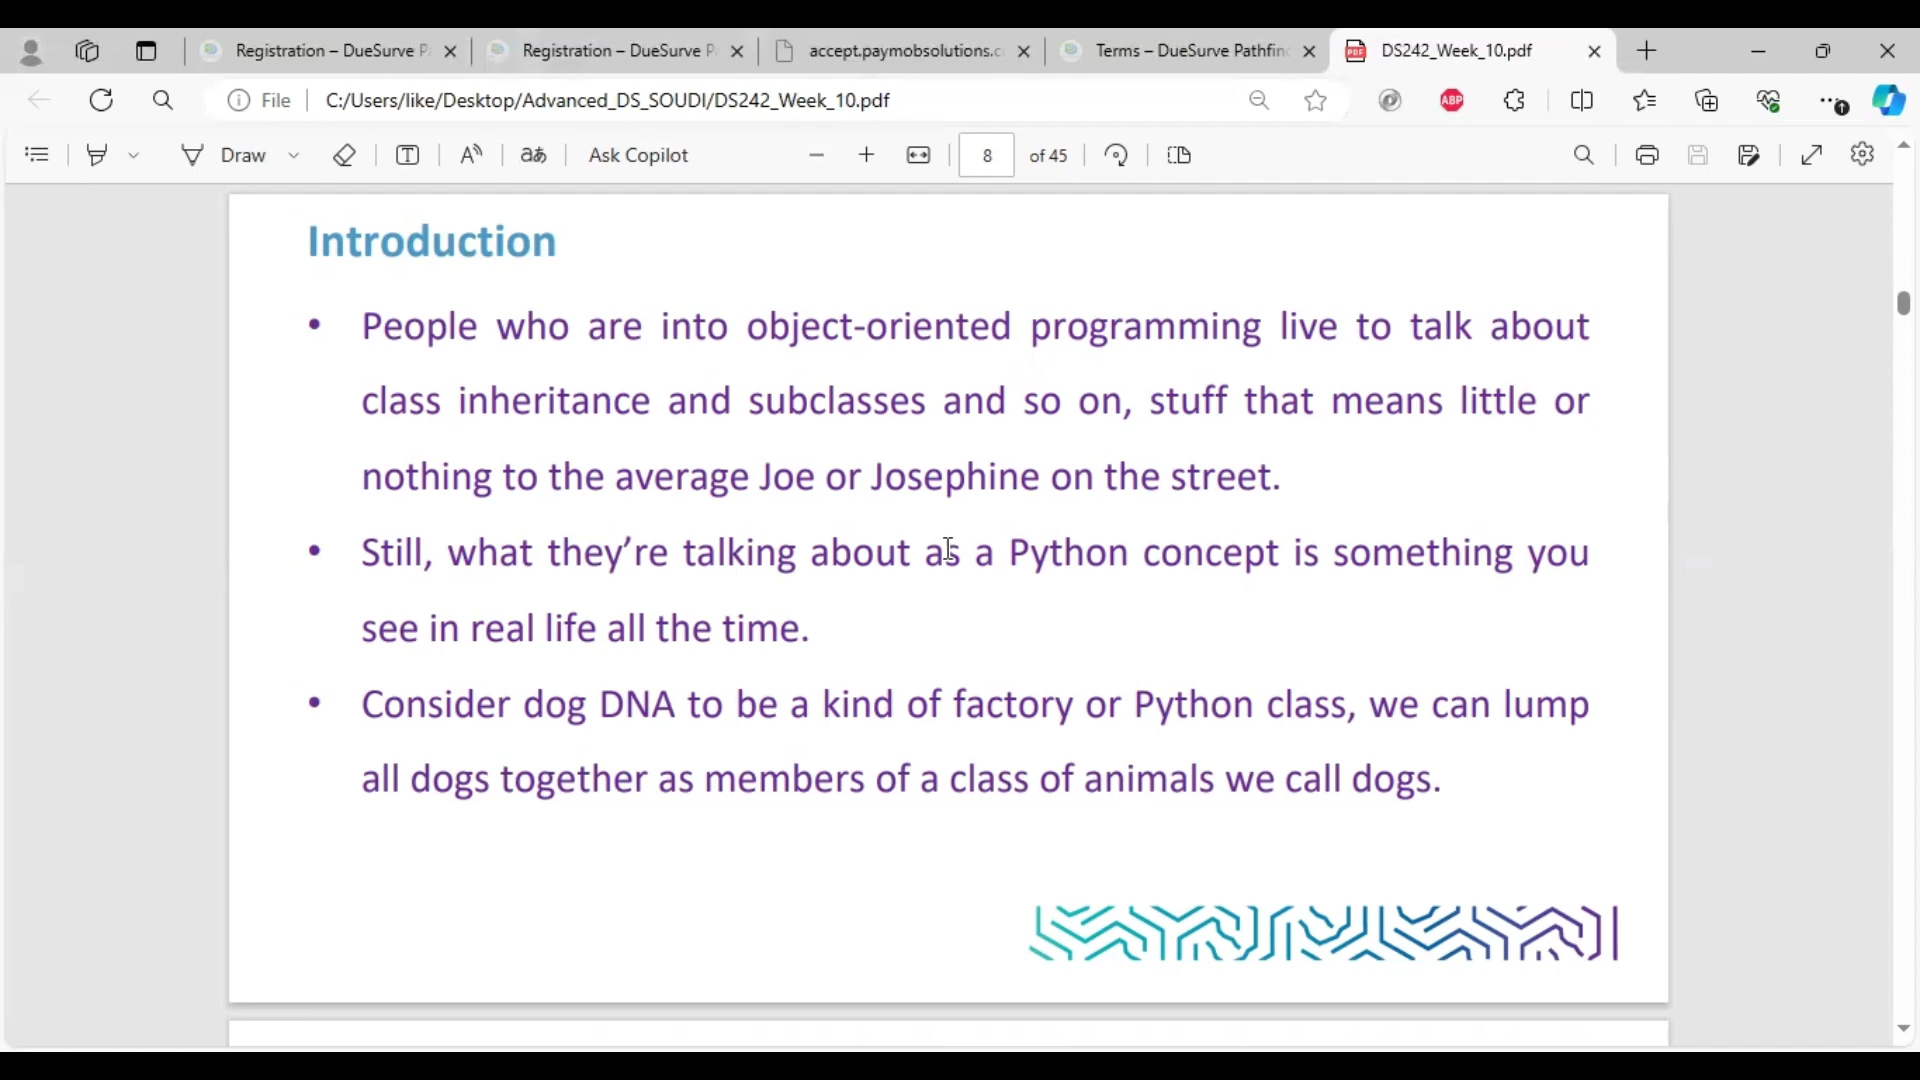 Registration – DueSurve P
Registration – DueSurve P
accept.paymobsolutions.c
Terms – DueSurve Pathfin
DS242_Week_10.pdf
File
C:/Users/like/Desktop/Advanced_DS_SOUDI/DS242_Week_10.pdf
ABP
Draw
Ask Copilot
8
of 45
Introduction
• People who are into object-oriented programming live to talk about
class inheritance and subclasses and so on, stuff that means little or
nothing to the average Joe or Josephine on the street.
• Still, what they’re talking about as a Python concept is something you
see in real life all the time.
• Consider dog DNA to be a kind of factory or Python class, we can lump
all dogs together as members of a class of animals we call dogs.